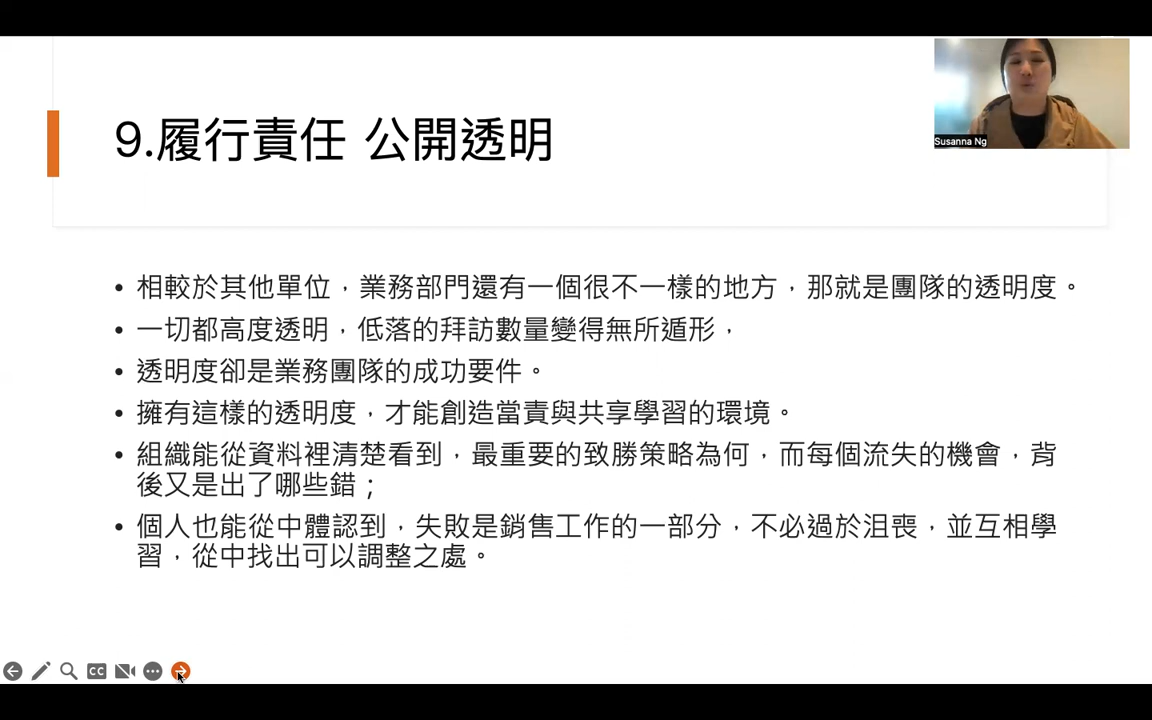 Susanna Ng
9.履行責任 公開透明
• 相較於其他單位，業務部門還有一個很不一樣的地方，那就是團隊的透明度。
• 一切都高度透明，低落的拜訪數量變得無所遁形，
• 透明度卻是業務團隊的成功要件。
• 擁有這樣的透明度，才能創造當責與共享學習的環境。
• 組織能從資料裡清楚看到，最重要的致勝策略為何，而每個流失的機會，背
後又是出了哪些錯；
• 個人也能從中體認到，失敗是銷售工作的一部分，不必過於沮喪，並互相學
習，從中找出可以調整之處。
CC